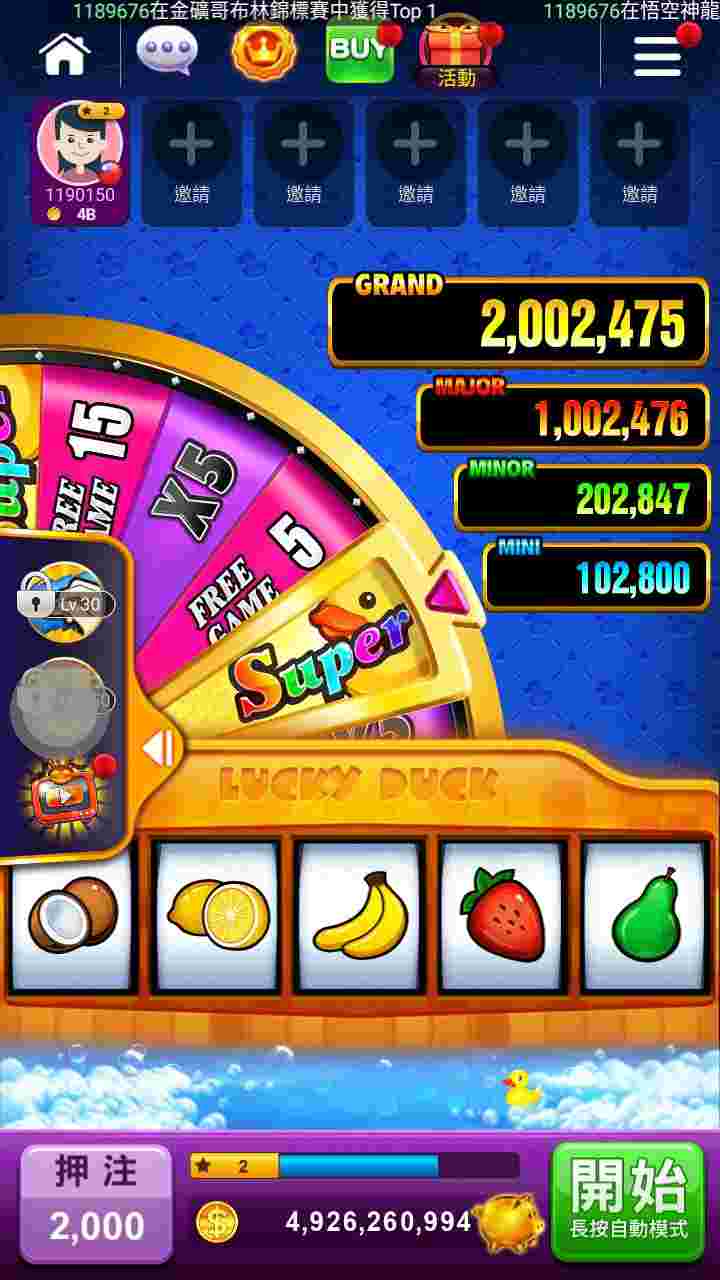 1189676在金礦哥布林錦標賽中獲得Top 1 1189676在悟空神龍
BUY
活動
2
1190150
4B
邀請 邀請 邀請 邀請 邀請
GRAND
2,002,475
MAJOR
1,002,476
MINOR
202,847
MINI
102,800
15
X5
5
FREE GAME
Super
Lv 30
LUCKY DUCK
押注
2,000
2
4,926,260,994
開始
長按自動模式